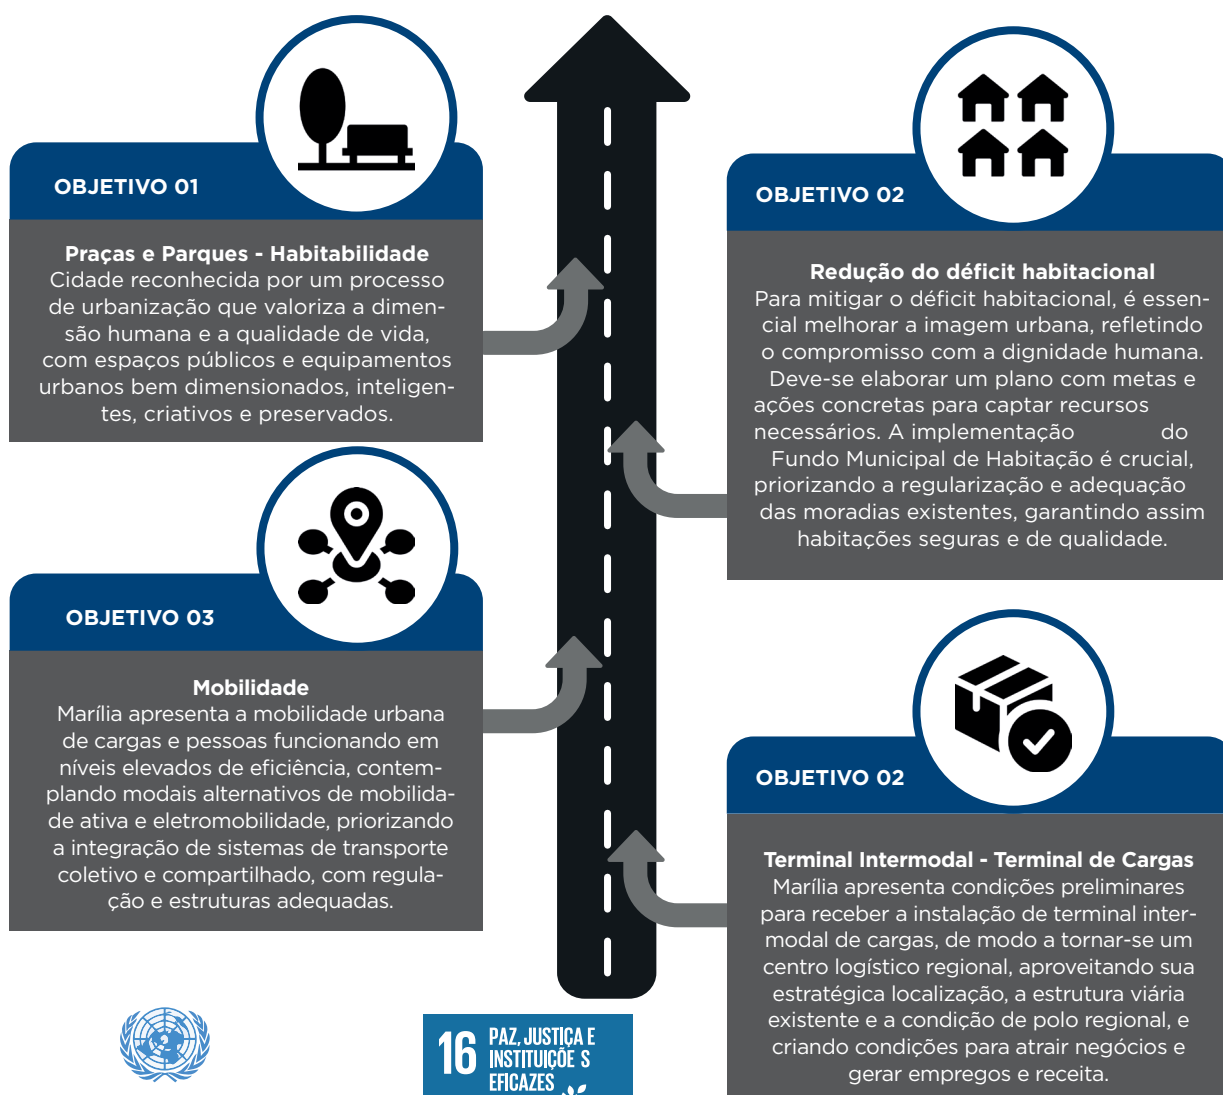 OBJETIVO 01
Praças e Parques - Habitabilidade
Cidade reconhecida por um processo
de urbanização que valoriza a dimen-
são humana e a qualidade de vida,
com espaços públicos e equipamentos
urbanos bem dimensionados, inteligen-
tes, criativos e preservados.
OBJETIVO 02
Redução do déficit habitacional
Para mitigar o déficit habitacional, é essen-
cial melhorar a imagem urbana, refletindo
o compromisso com a dignidade humana.
Deve-se elaborar um plano com metas e
ações concretas para captar recursos
necessários. A implementação do
Fundo Municipal de Habitação é crucial,
priorizando a regularização e adequação
das moradias existentes, garantindo assim
habitações seguras e de qualidade.
OBJETIVO 03
Mobilidade
Marília apresenta a mobilidade urbana
de cargas e pessoas funcionando em
níveis elevados de eficiência, contem-
plando modais alternativos de mobilida-
de ativa e eletromobilidade, priorizando
a integração de sistemas de transporte
coletivo e compartilhado, com regula-
ção e estruturas adequadas.
OBJETIVO 02
Terminal Intermodal - Terminal de Cargas
Marília apresenta condições preliminares
para receber a instalação de terminal inter-
modal de cargas, de modo a tornar-se um
centro logístico regional, aproveitando sua
estratégica localização, a estrutura viária
existente e a condição de polo regional, e
criando condições para atrair negócios e
gerar empregos e receita.
16 PAZ, JUSTIÇA E
INSTITUIÇÕE S
EFICAZES